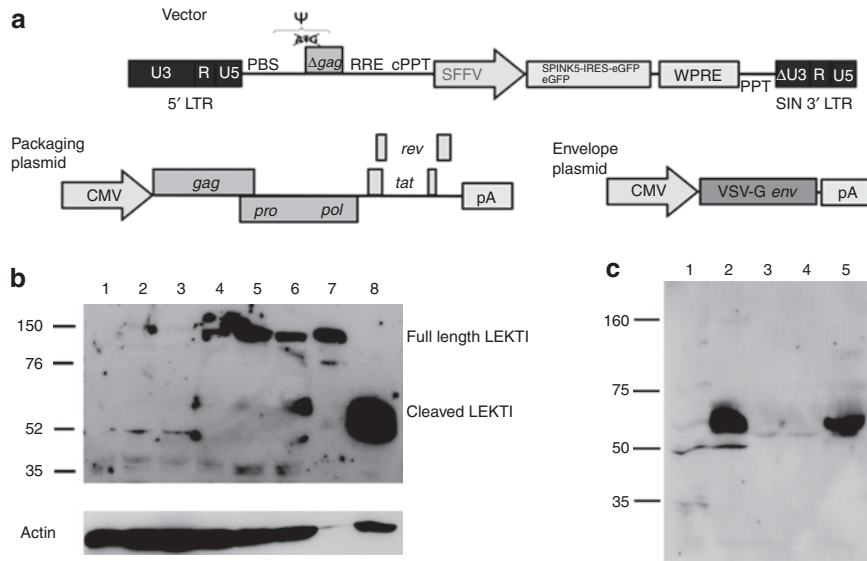 a
Vector
Ψ
ATG
U3 R U5 PBS Δgag RRE cPPT SFFV SPINK5-IRES-eGFP
eGFP
WPRE PPT ΔU3 R U5
5′ LTR
SIN 3′ LTR
Packaging
plasmid
CMV gag pro pol rev tat pA
Envelope
plasmid
CMV VSV-G env pA
b
1 2 3 4 5 6 7 8
150
76
52
35
Full length LEKTI
Cleaved LEKTI
Actin
c
1 2 3 4 5
160
75
50
35